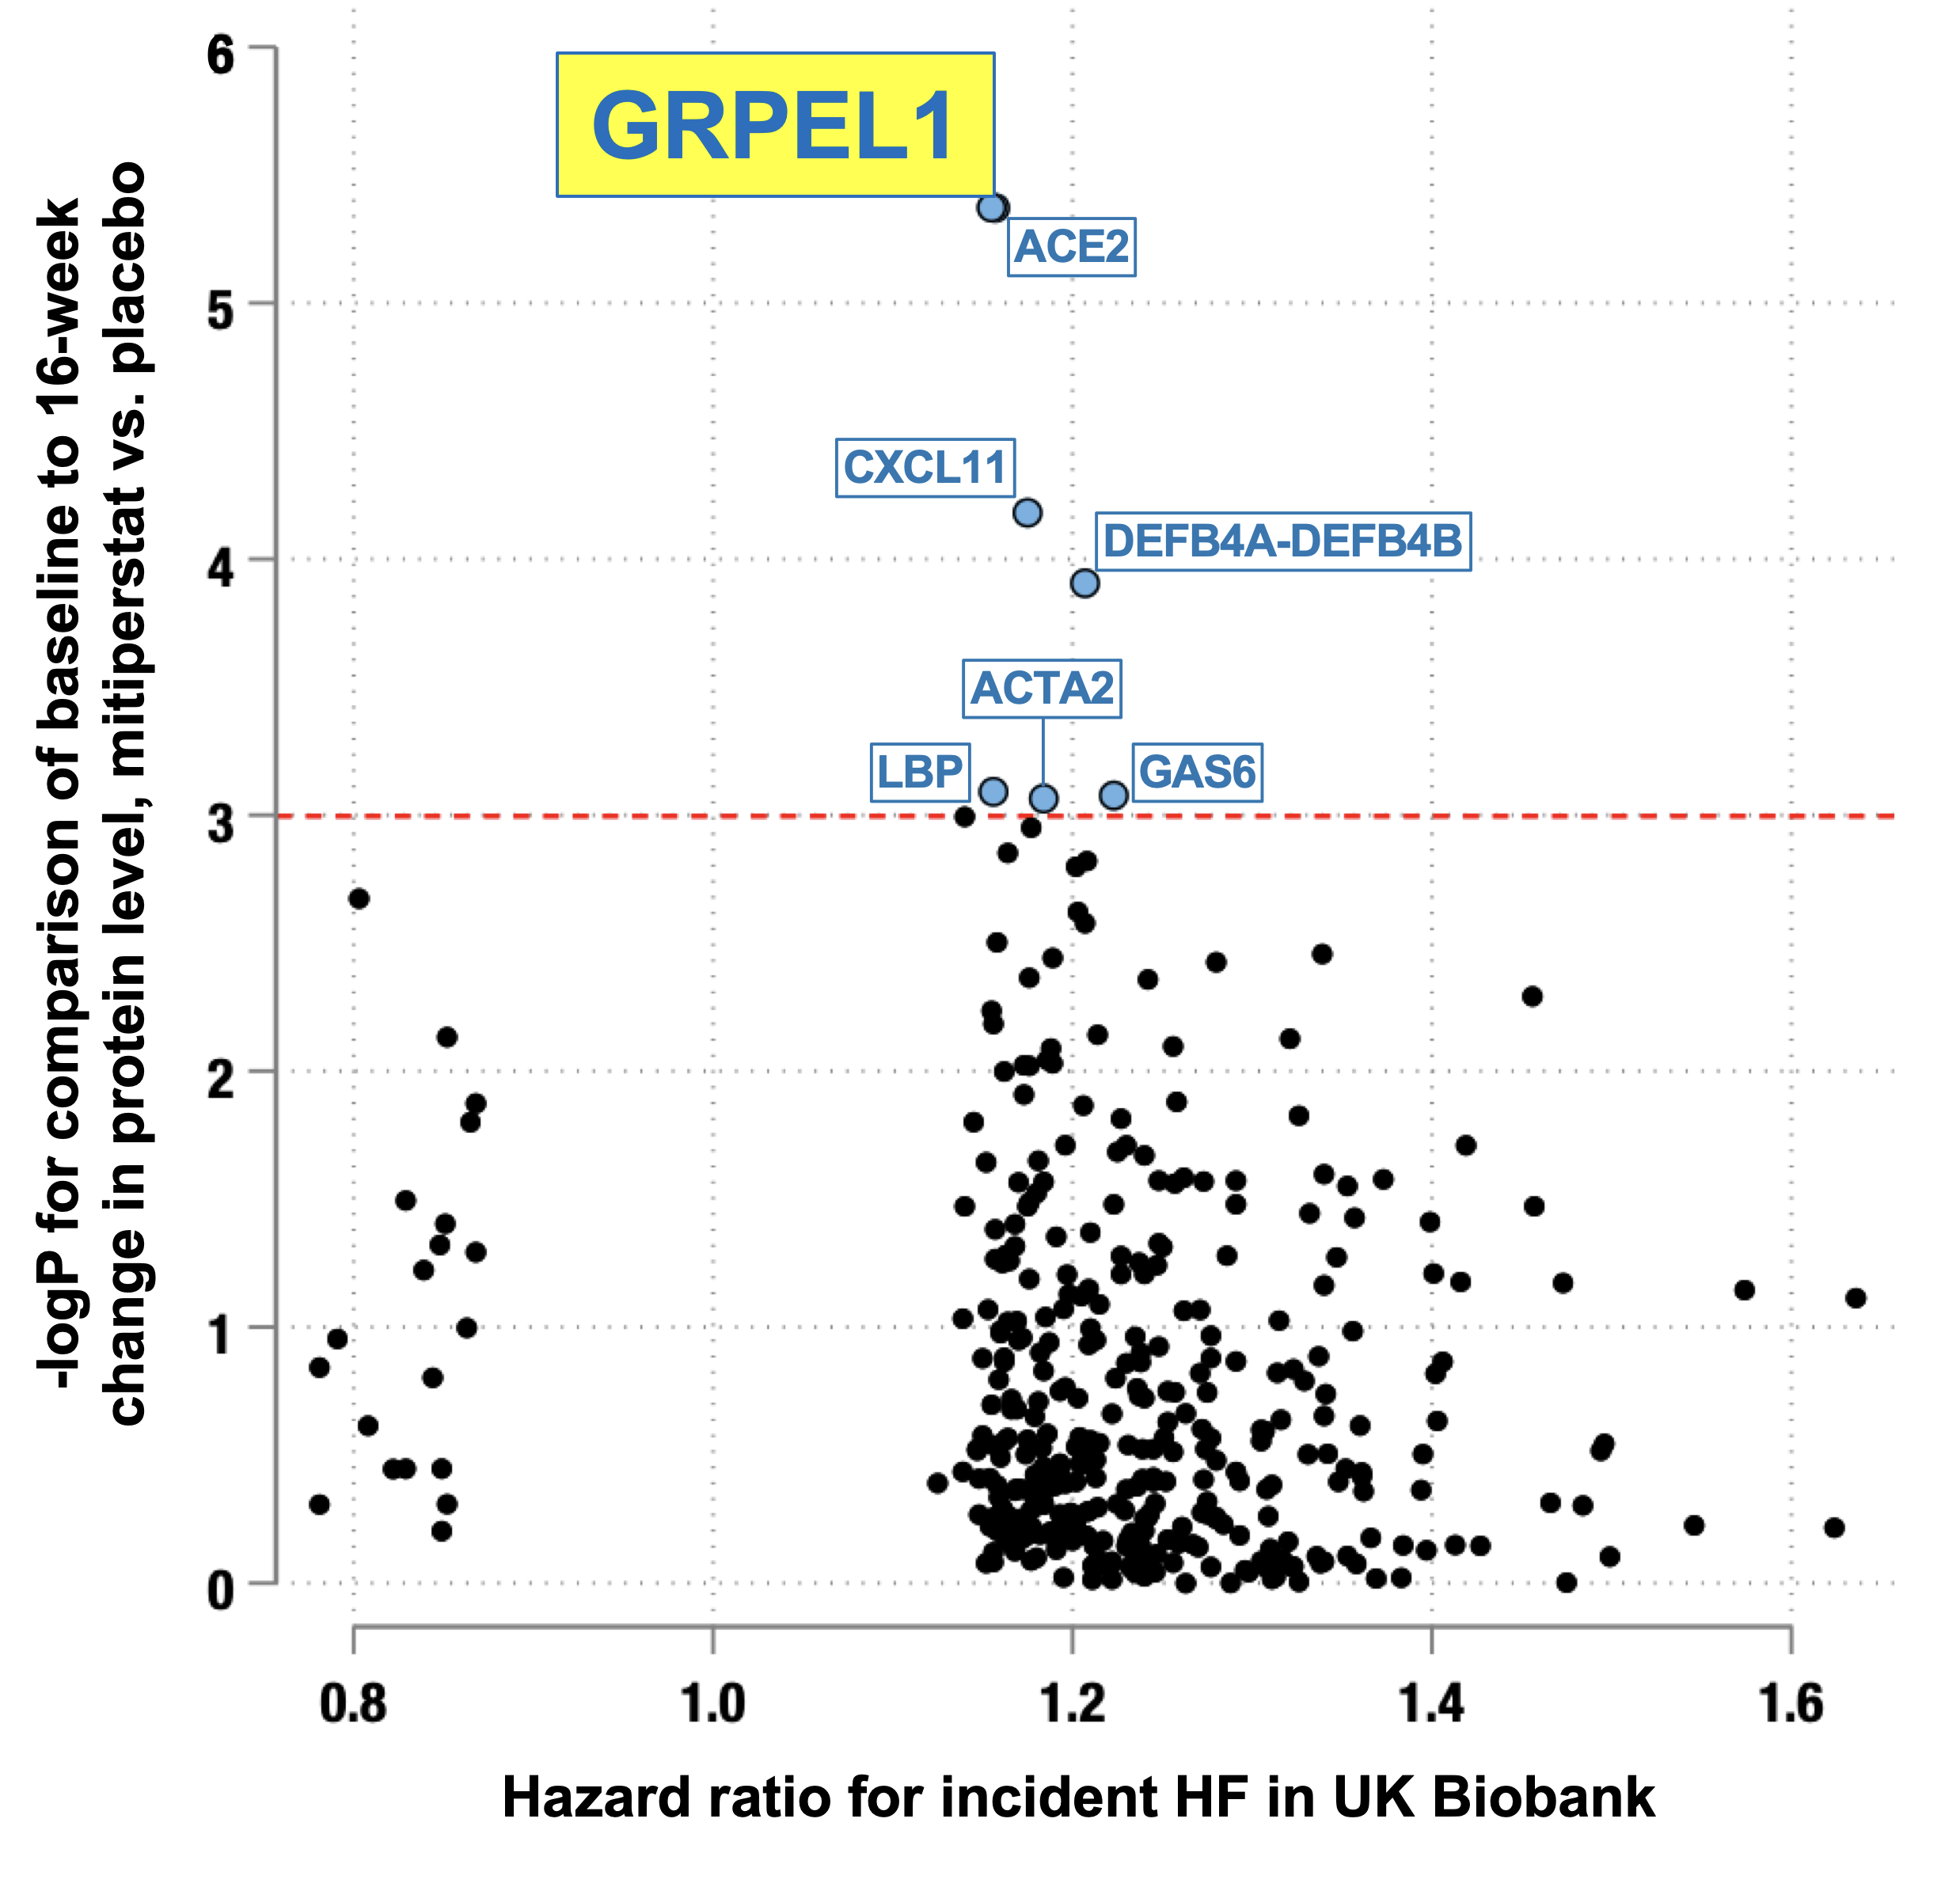 -logP for comparison of baseline to 16-week
change in protein level, mitiperstat vs. placebo
6
5
4
3
2
1
0
GRPEL1
ACE2
CXCL11
DEFB4A-DEFB4B
ACTA2
LBP
GAS6
0.8
1.0
1.2
1.4
1.6
Hazard ratio for incident HF in UK Biobank